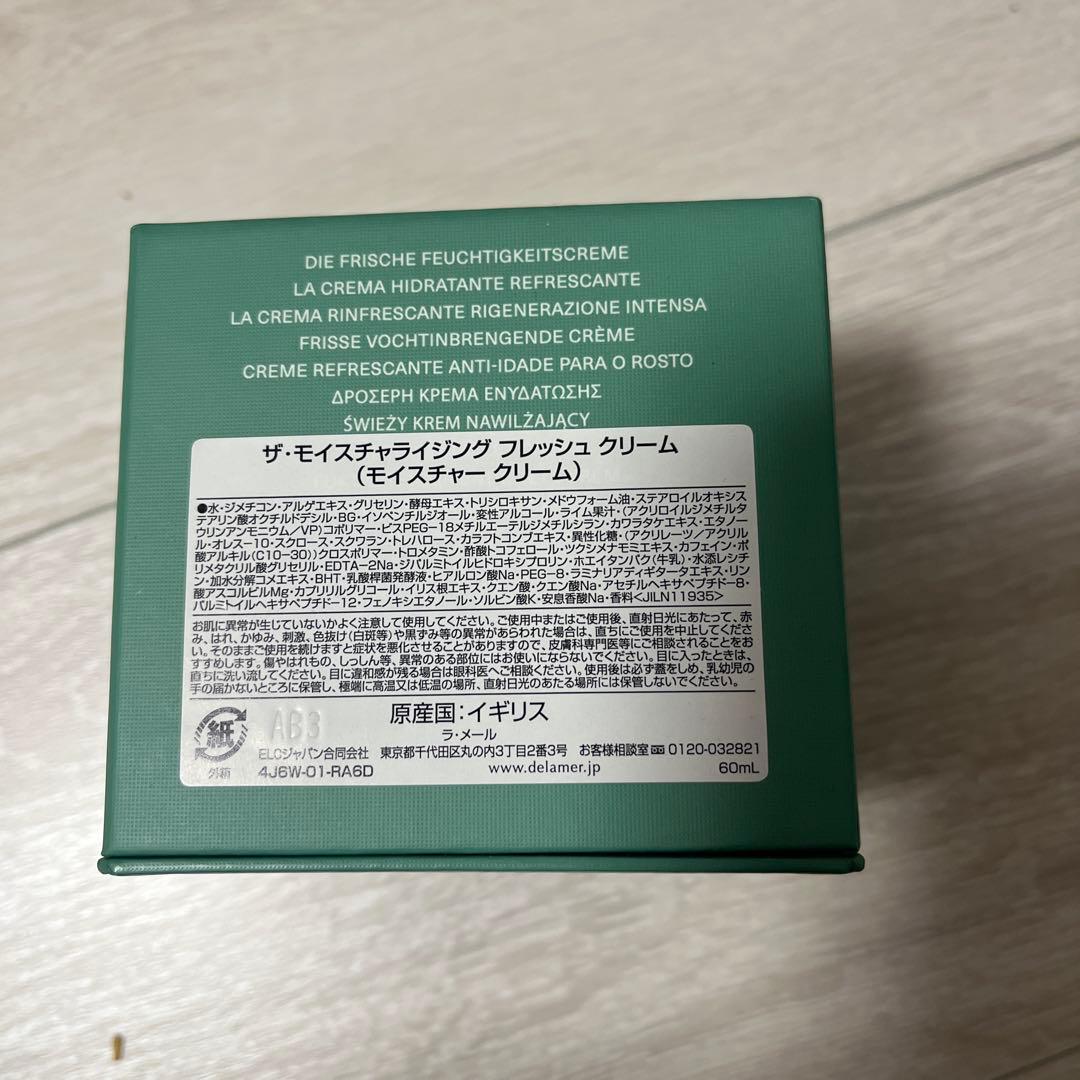 DIE FRISCHE FEUCHTIGKEITSCREME
LA CREMA HIDRATANTE REFRESCANTE
LA CREMA RINFRESCANTE RIGENERAZIONE INTENSA
FRISSE VOCHTINBRENGENDE CRÈME
CREME REFRESCANTE ANTI-IDADE PARA O ROSTO
ΔΡΟΣΕΡΗ ΚΡΕΜΑ ΕΝΥΔΑΤΩΣΗΣ
ŚWIEŻY KREM NAWILŻAJĄCY
ザ・モイスチャライジング フレッシュ クリーム
(モイスチャー クリーム)
●水・ジメチコン・アルゲエキス・グリセリン・酵母エキス・トリシロキサン・メドウフォーム油・ステアロイルオキシス
テアリン酸オクチルドデシル・BG・イソペンチルジオール・変性アルコール・ライム果汁・(アクリロイルジメチルタ
ウリンアンモニウム/VP)コポリマー・ビスPEG-18メチルエーテルジメチルシラン・カワラタケエキス・エタノー
ル・オレス-10・スクロース・スクワラン・トレハロース・カラフトコンブエキス・異性化糖・(アクリレーツ/アクリル
酸アルキル(C10-30))クロスポリマー・トロメタミン・酢酸トコフェロール・ツクシメナモミエキス・カフェイン・ポ
リメタクリル酸グリセリル・EDTA-2Na・ジパルミトイルヒドロキシプロリン・ホエイタンパク(牛乳)・水添レシチ
ン・加水分解コメエキス・BHT・乳酸桿菌発酵液・ヒアルロン酸Na・PEG-8・ラミナリアディギタータエキス・リン
酸アスコルビルMg・カプリリルグリコール・イリス根エキス・クエン酸・クエン酸Na・アセチルヘキサペプチド-8・
パルミトイルヘキサペプチド-12・フェノキシエタノール・ソルビン酸K・安息香酸Na・香料<JILN11935>
お肌に異常が生じていないかよく注意して使用してください。ご使用中またはご使用後、直射日光にあたって、赤
み、はれ、かゆみ、刺激、色抜け(白斑等)や黒ずみ等の異常があらわれた場合は、直ちにご使用を中止してくださ
い。そのままご使用を続けますと症状を悪化させることがありますので、皮膚科専門医等にご相談されることをお
すすめします。傷やはれもの、しっしん等、異常のある部位にはお使いにならないでください。目に入ったときは、
直ちに洗い流してください。目に違和感が残る場合は眼科医へご相談ください。使用後は必ず蓋をしめ、乳幼児の
手の届かないところに保管し、極端に高温又は低温の場所、直射日光のあたる場所には保管しないでください。
紙
外箱
AB3
原産国:イギリス
ラ・メール
ELCジャパン合同会社 東京都千代田区丸の内3丁目2番3号 お客様相談室 0120-032821
4J6W-01-RA6D www.delamer.jp 60mL